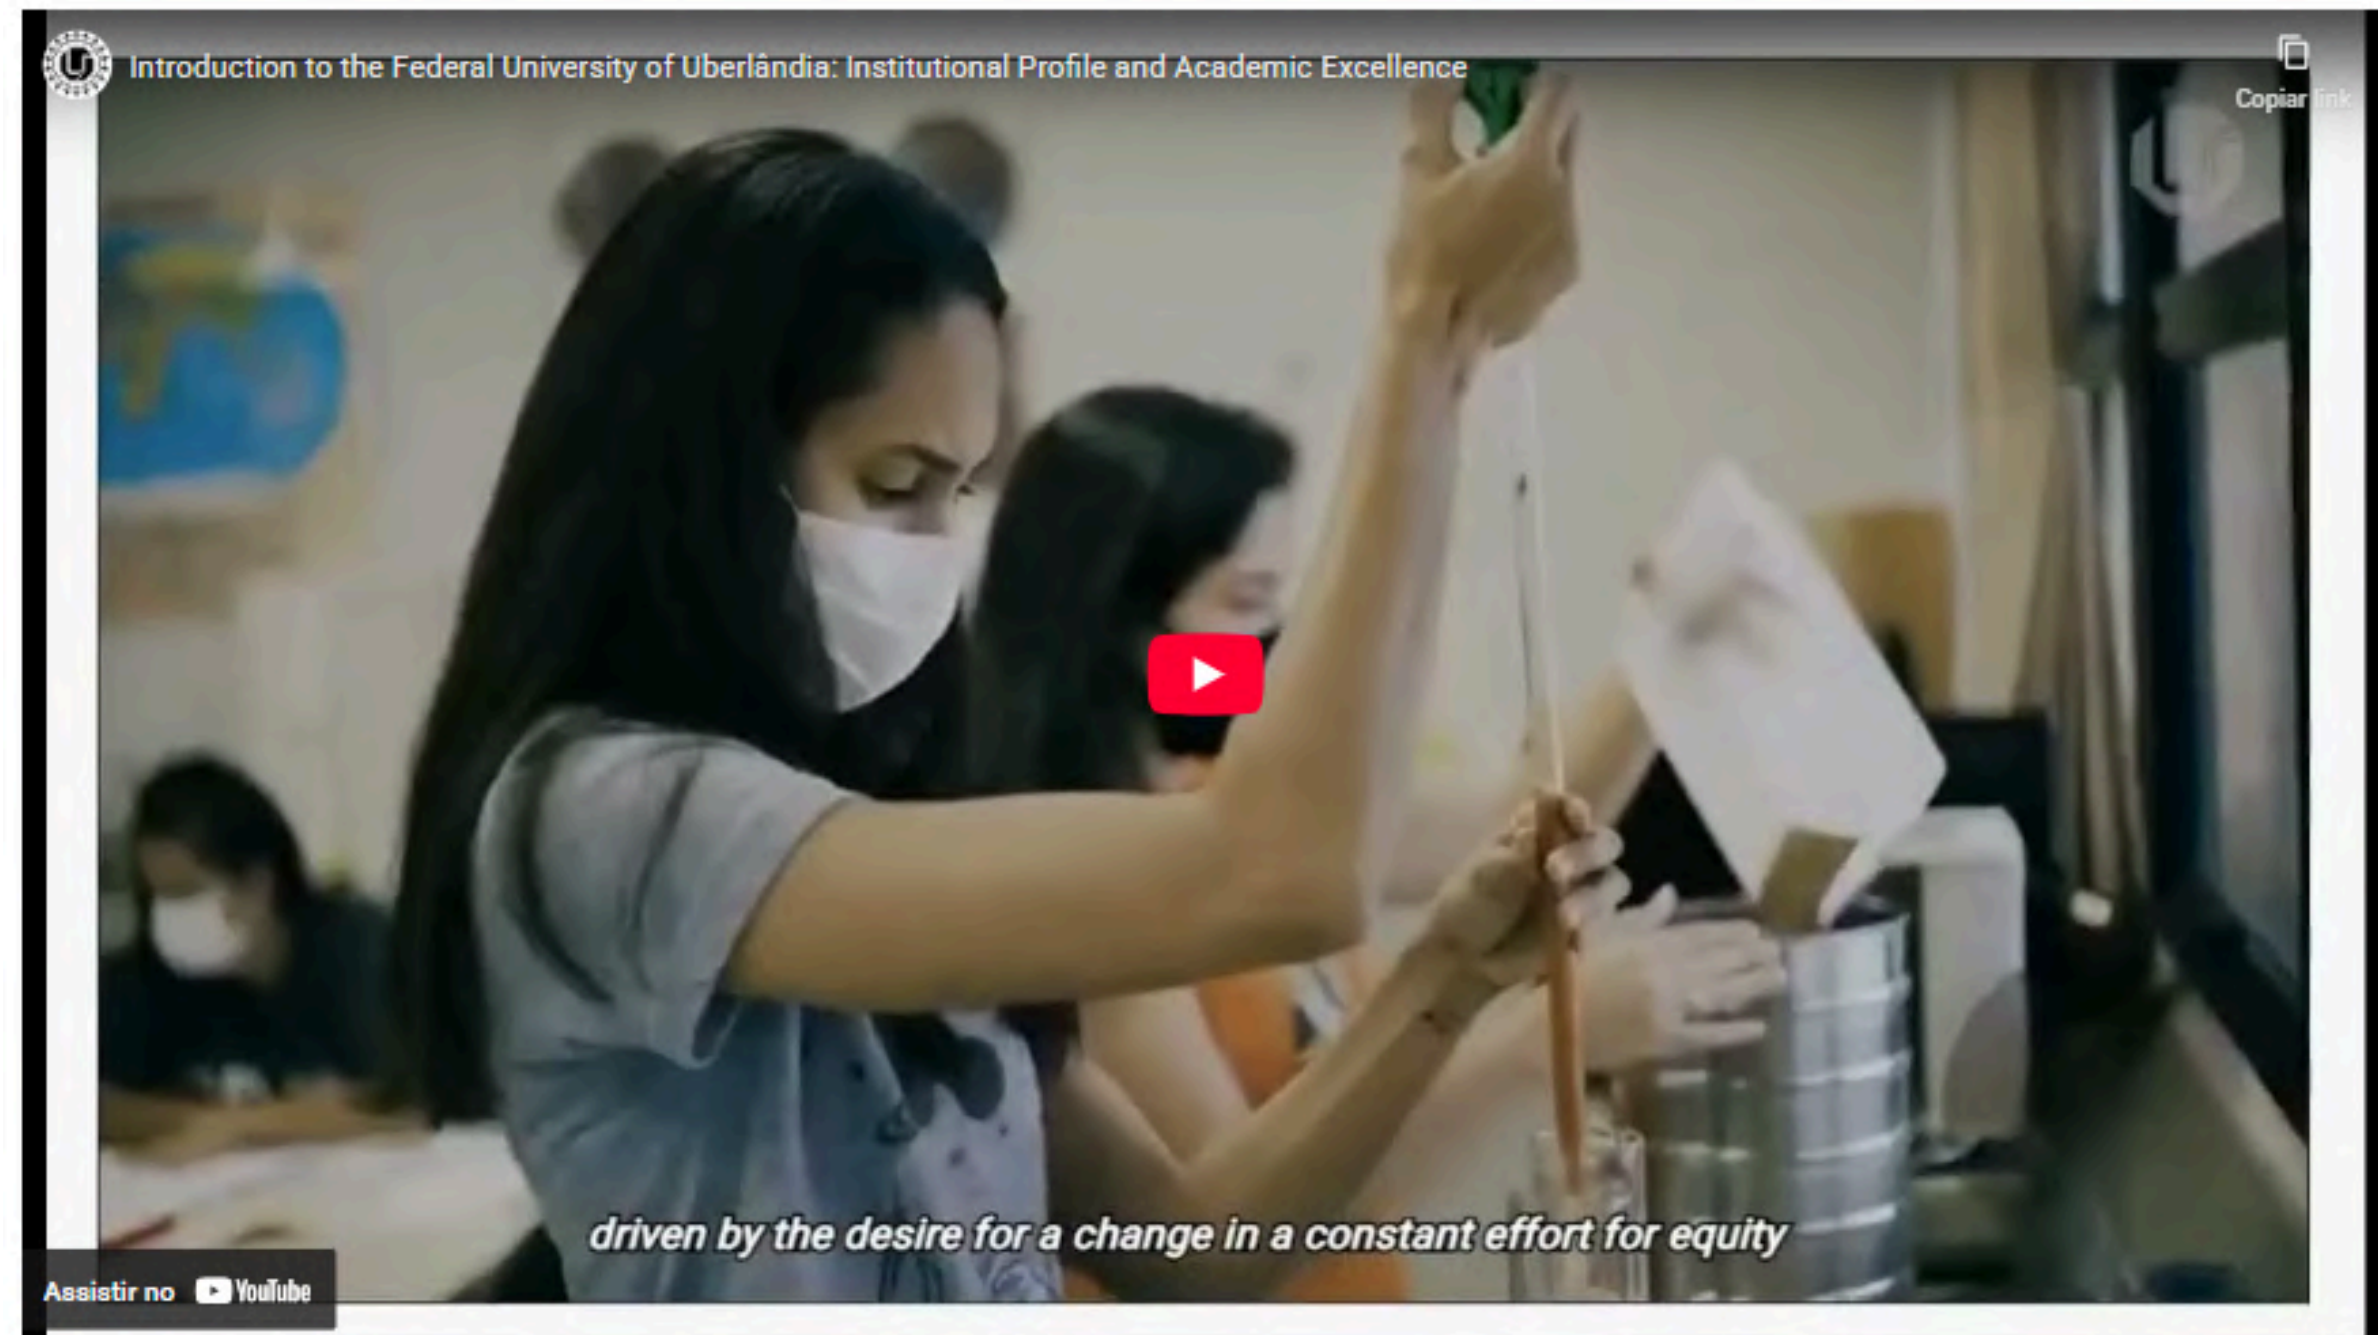 Introduction to the Federal University of Uberlândia: Institutional Profile and Academic Excellence
Copiar link
driven by the desire for a change in a constant effort for equity
Assistir no YouTube